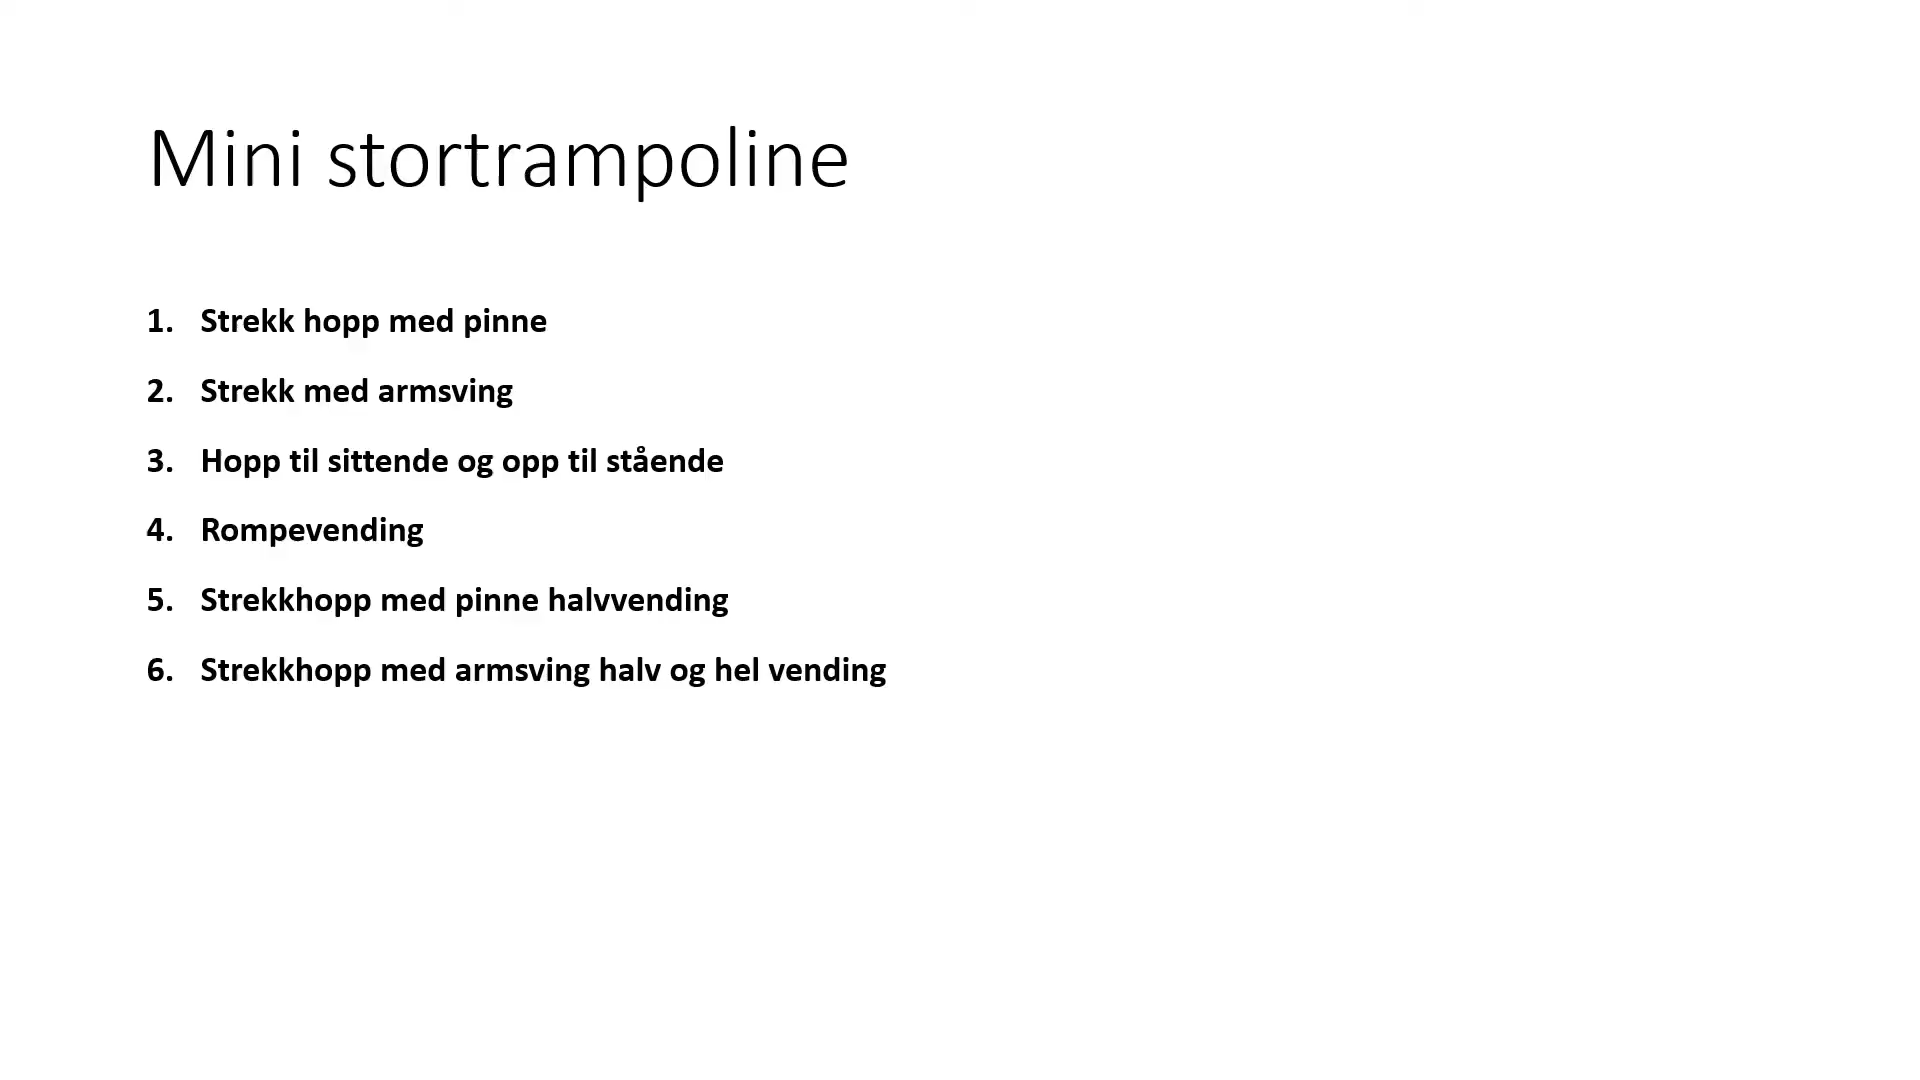 Mini stortrampoline
1. Strekk hopp med pinne
2. Strekk med armsving
3. Hopp til sittende og opp til stående
4. Rompevending
5. Strekkhopp med pinne halvvending
6. Strekkhopp med armsving halv og hel vending